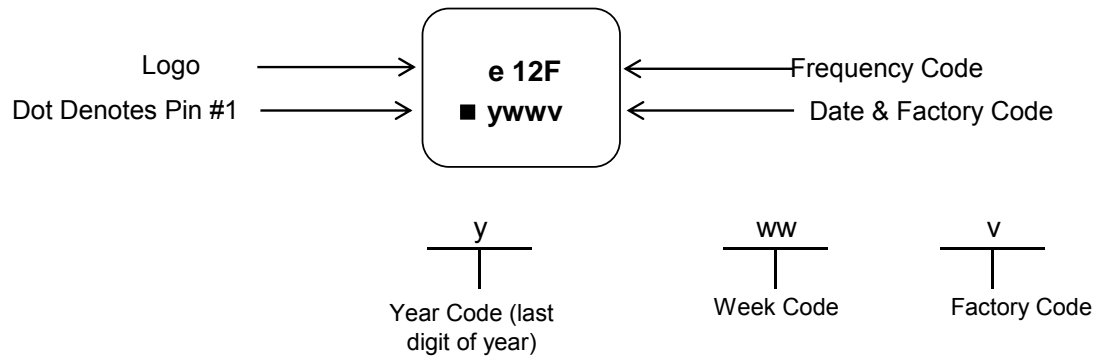 Logo
e 12F
Frequency Code
Dot Denotes Pin #1
■ ywwv
Date & Factory Code
y
ww
v
Year Code (last
digit of year)
Week Code
Factory Code